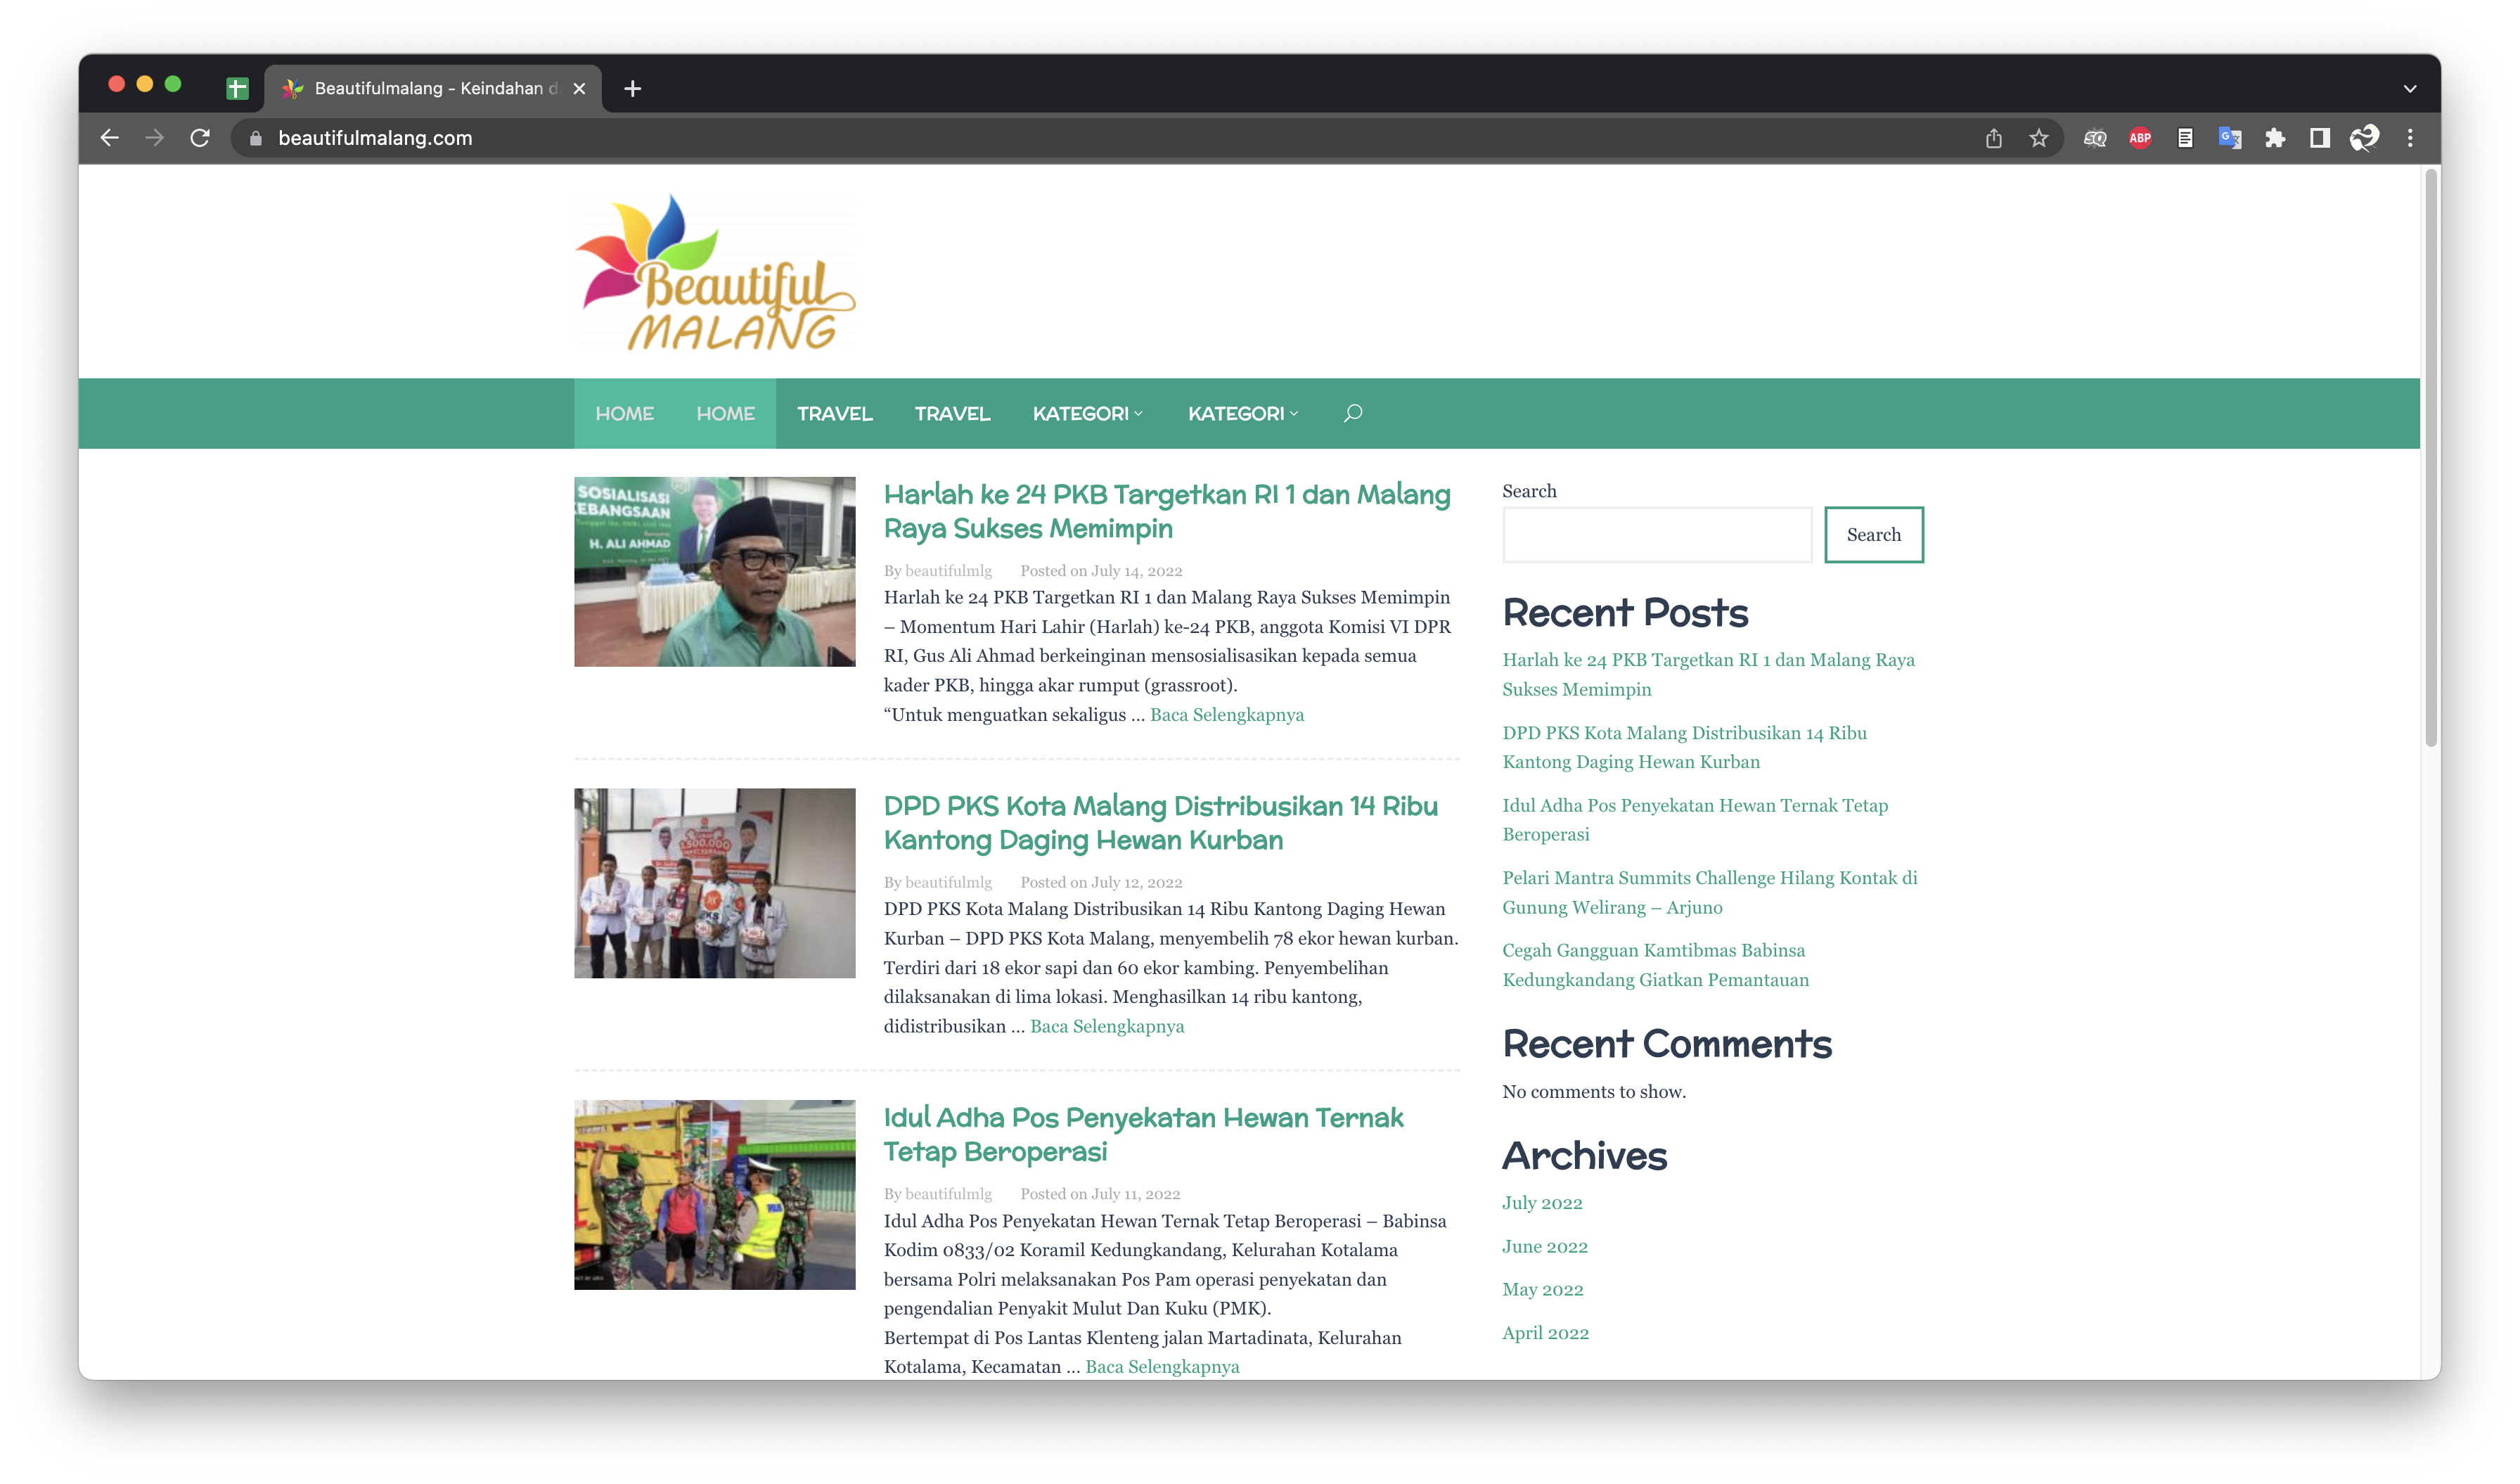 Beautifulmalang - Keindahan d
beautifulmalang.com
Beautiful
MALANG
HOME HOME TRAVEL TRAVEL KATEGORI KATEGORI
SOSIALISASI
KEBANGSAAN
H. ALI AHMAD
Harlah ke 24 PKB Targetkan RI 1 dan Malang
Raya Sukses Memimpin
By beautifulmlg Posted on July 14, 2022
Harlah ke 24 PKB Targetkan RI 1 dan Malang Raya Sukses Memimpin
– Momentum Hari Lahir (Harlah) ke-24 PKB, anggota Komisi VI DPR
RI, Gus Ali Ahmad berkeinginan mensosialisasikan kepada semua
kader PKB, hingga akar rumput (grassroot).
“Untuk menguatkan sekaligus ... Baca Selengkapnya
DPD PKS Kota Malang Distribusikan 14 Ribu
Kantong Daging Hewan Kurban
By beautifulmlg Posted on July 12, 2022
DPD PKS Kota Malang Distribusikan 14 Ribu Kantong Daging Hewan
Kurban – DPD PKS Kota Malang, menyembelih 78 ekor hewan kurban.
Terdiri dari 18 ekor sapi dan 60 ekor kambing. Penyembelihan
dilaksanakan di lima lokasi. Menghasilkan 14 ribu kantong,
didistribusikan ... Baca Selengkapnya
Idul Adha Pos Penyekatan Hewan Ternak
Tetap Beroperasi
By beautifulmlg Posted on July 11, 2022
Idul Adha Pos Penyekatan Hewan Ternak Tetap Beroperasi – Babinsa
Kodim 0833/02 Koramil Kedungkandang, Kelurahan Kotalama
bersama Polri melaksanakan Pos Pam operasi penyekatan dan
pengendalian Penyakit Mulut Dan Kuku (PMK).
Bertempat di Pos Lantas Klenteng jalan Martadinata, Kelurahan
Kotalama, Kecamatan ... Baca Selengkapnya
Search
Search
Recent Posts
Harlah ke 24 PKB Targetkan RI 1 dan Malang Raya
Sukses Memimpin
DPD PKS Kota Malang Distribusikan 14 Ribu
Kantong Daging Hewan Kurban
Idul Adha Pos Penyekatan Hewan Ternak Tetap
Beroperasi
Pelari Mantra Summits Challenge Hilang Kontak di
Gunung Welirang – Arjuno
Cegah Gangguan Kamtibmas Babinsa
Kedungkandang Giatkan Pemantauan
Recent Comments
No comments to show.
Archives
July 2022
June 2022
May 2022
April 2022